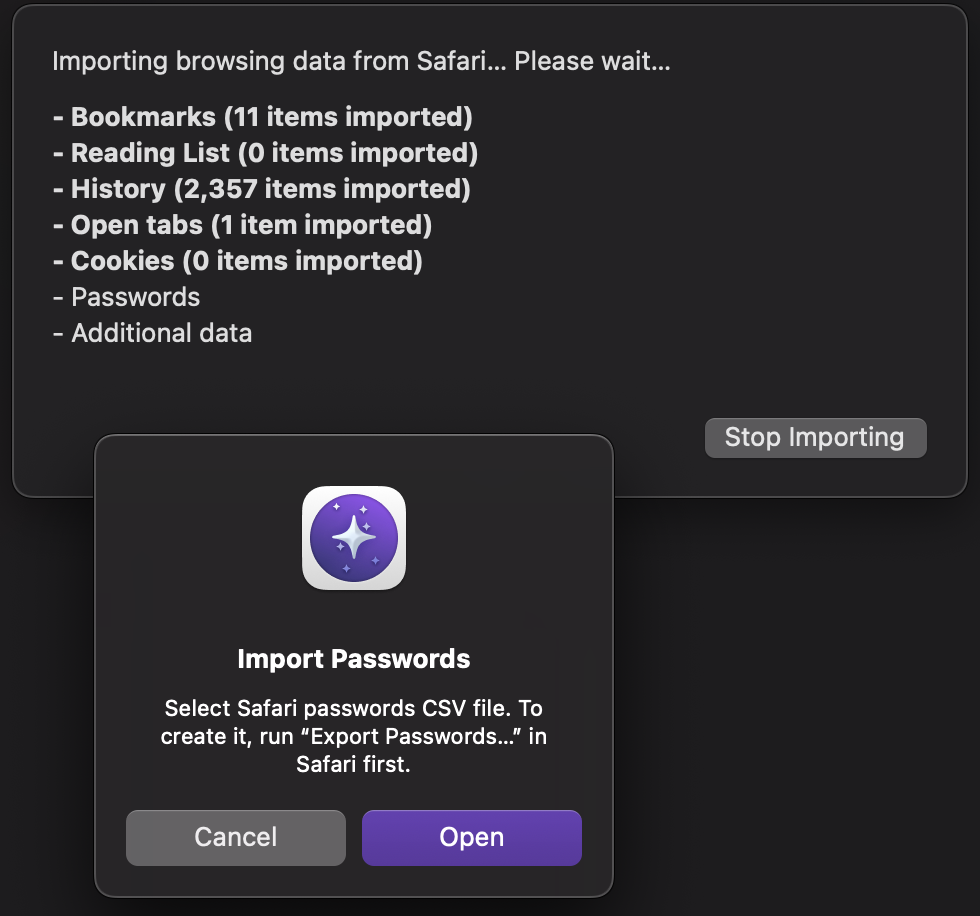 Importing browsing data from Safari... Please wait...
- Bookmarks (11 items imported)
- Reading List (0 items imported)
- History (2,357 items imported)
- Open tabs (1 item imported)
- Cookies (0 items imported)
- Passwords
- Additional data
Stop Importing
Import Passwords
Select Safari passwords CSV file. To
create it, run “Export Passwords...” in
Safari first.
Cancel
Open